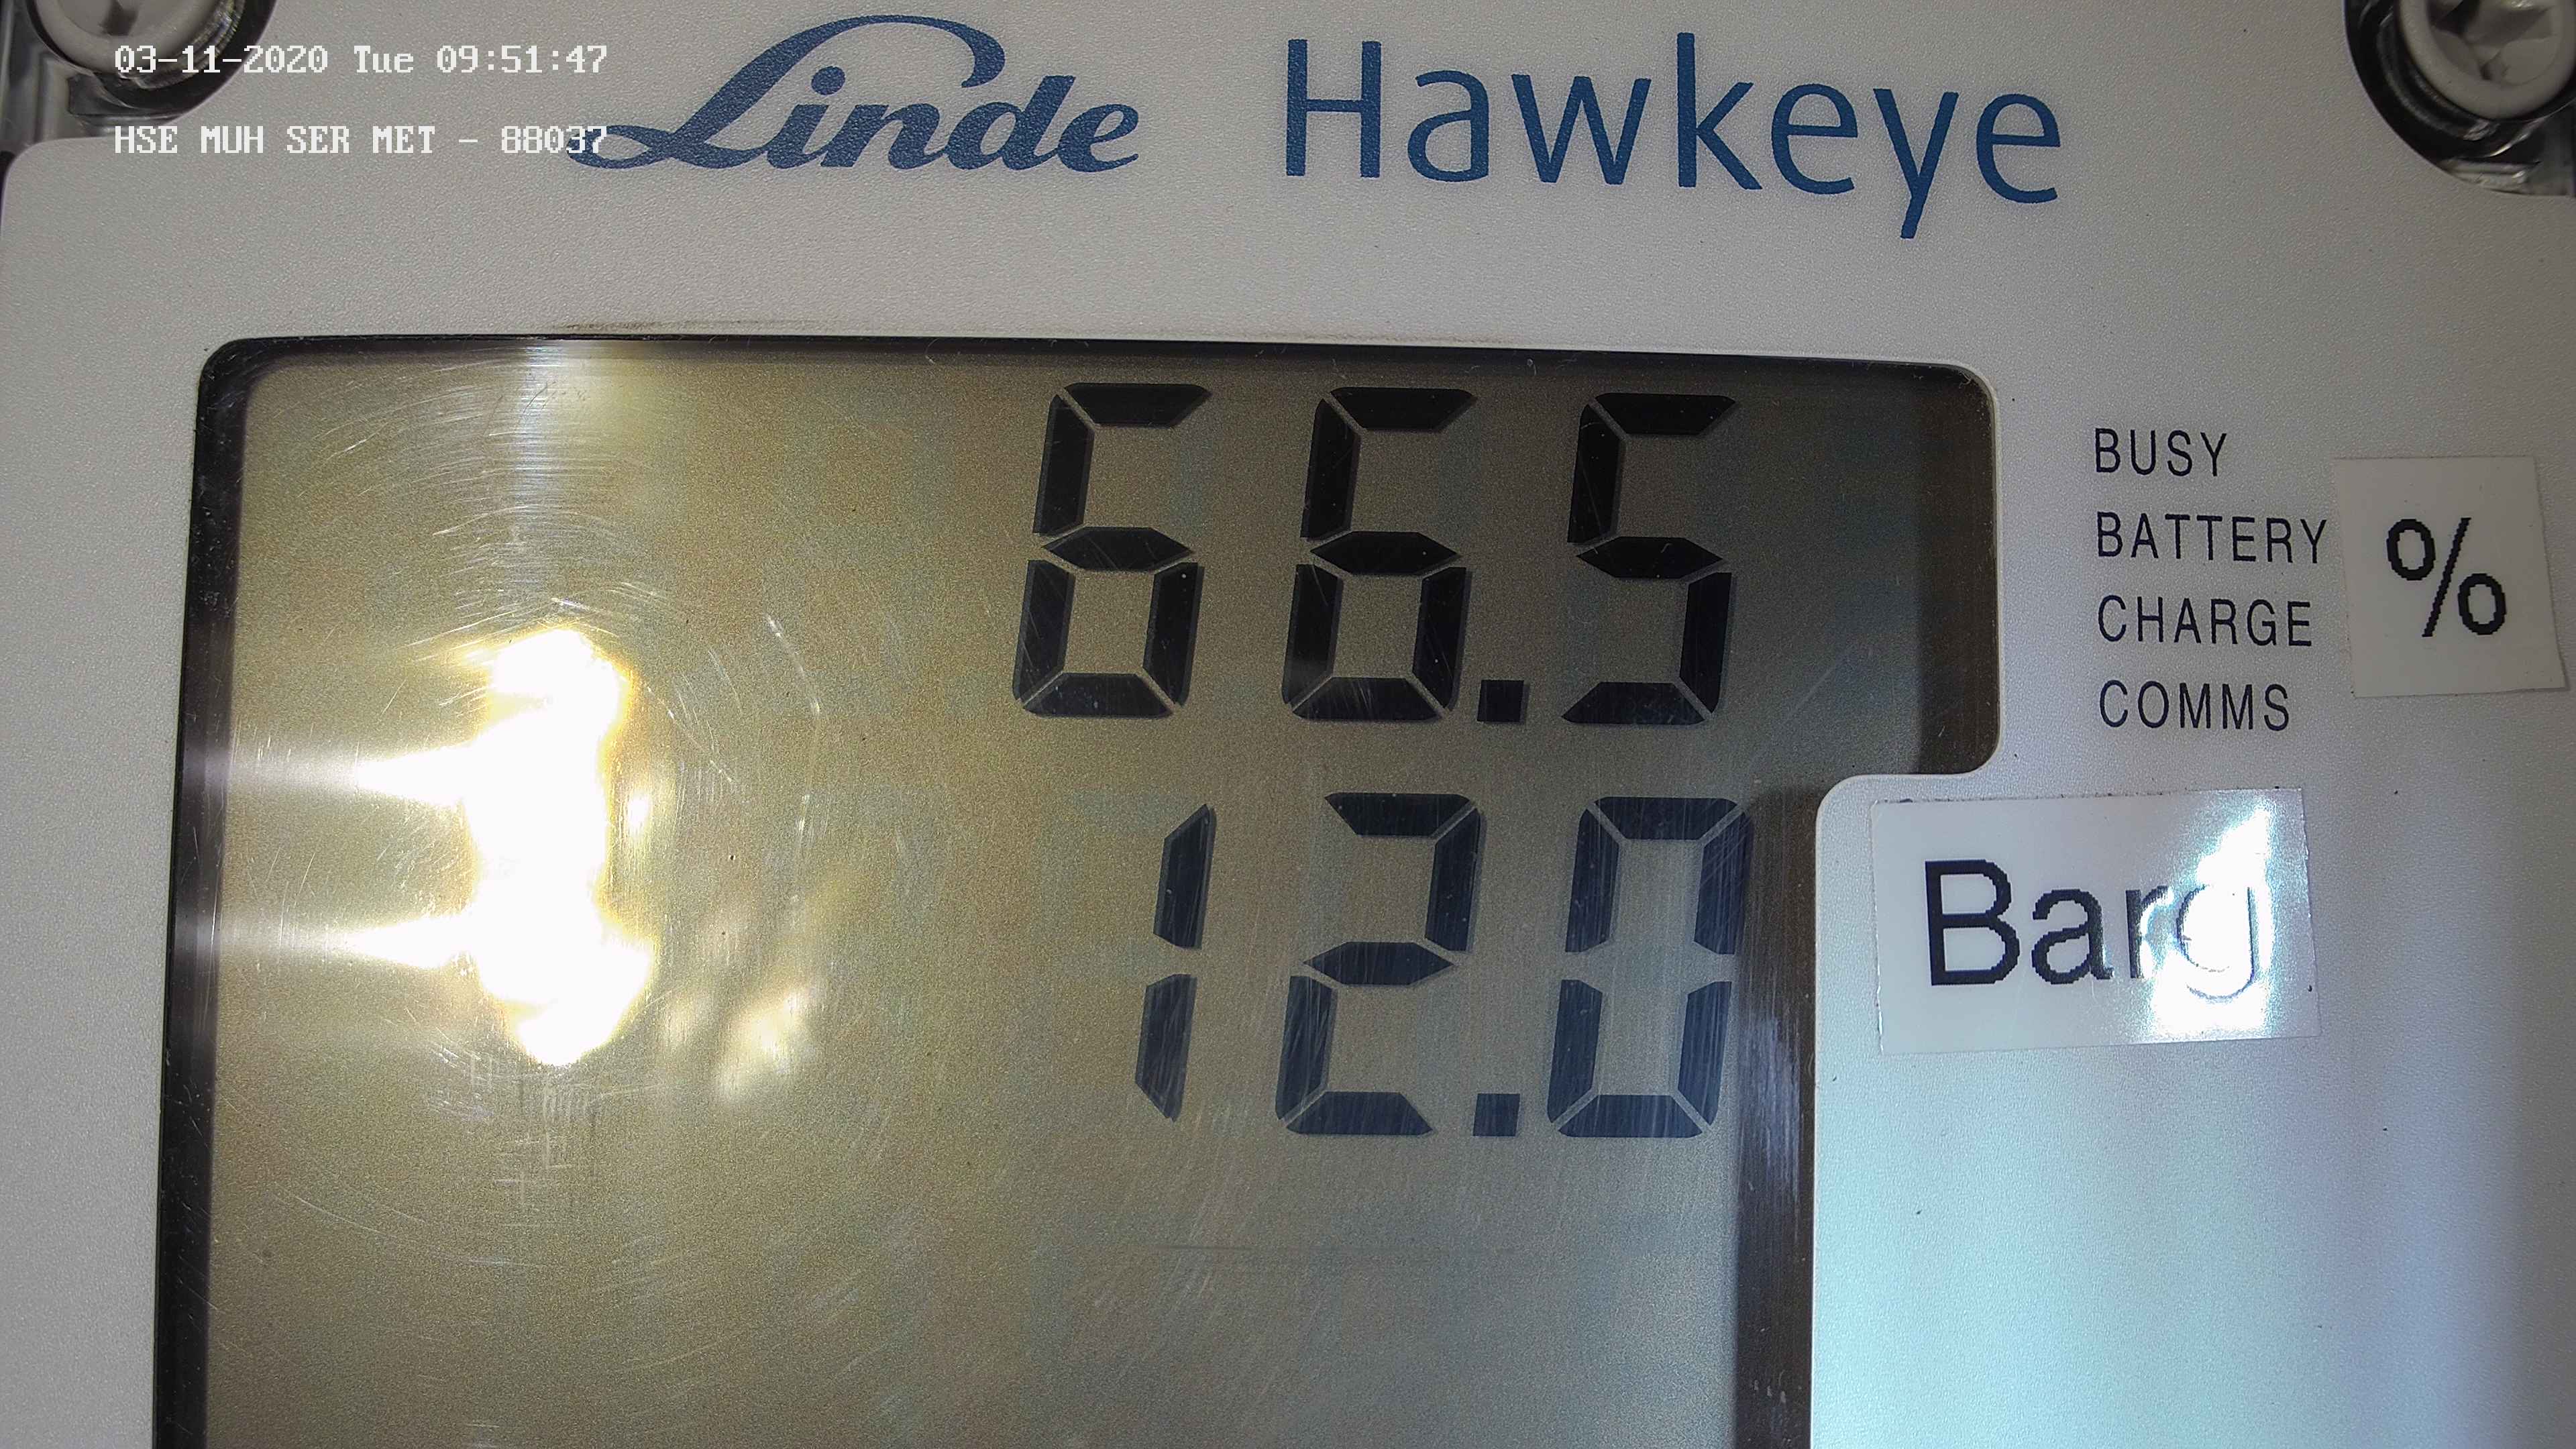 03-11-2020 Tue 09:51:47
HSE MUH SER MET - 88037
Linde Hawkeye
66.5
BUSY
BATTERY
CHARGE
COMMS
%
12.0
Barg